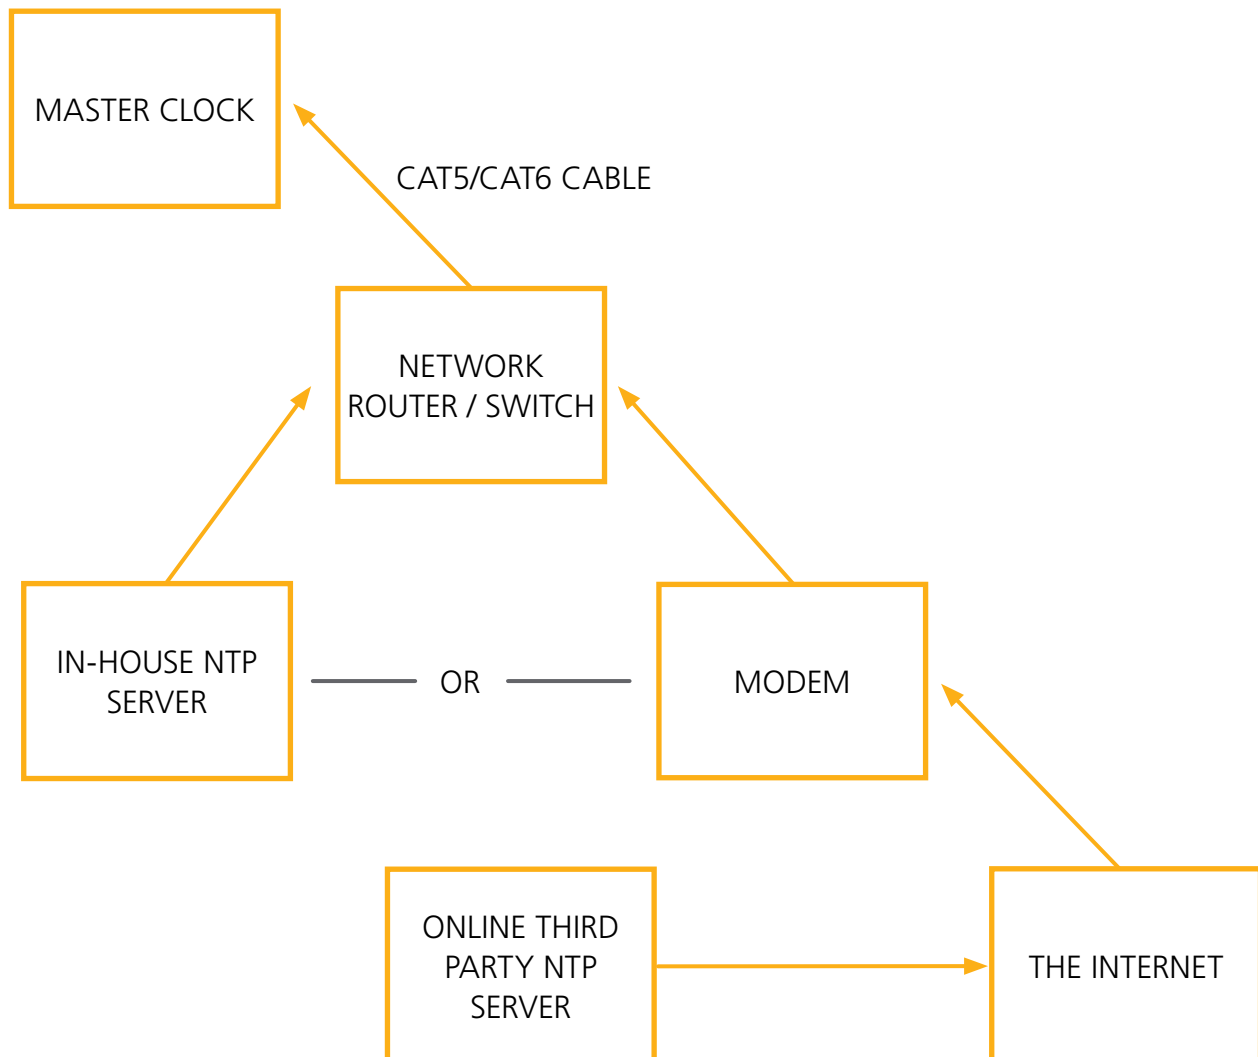 MASTER CLOCK
CAT5/CAT6 CABLE
NETWORK
ROUTER / SWITCH
IN-HOUSE NTP
SERVER
OR
MODEM
ONLINE THIRD
PARTY NTP
SERVER
THE INTERNET